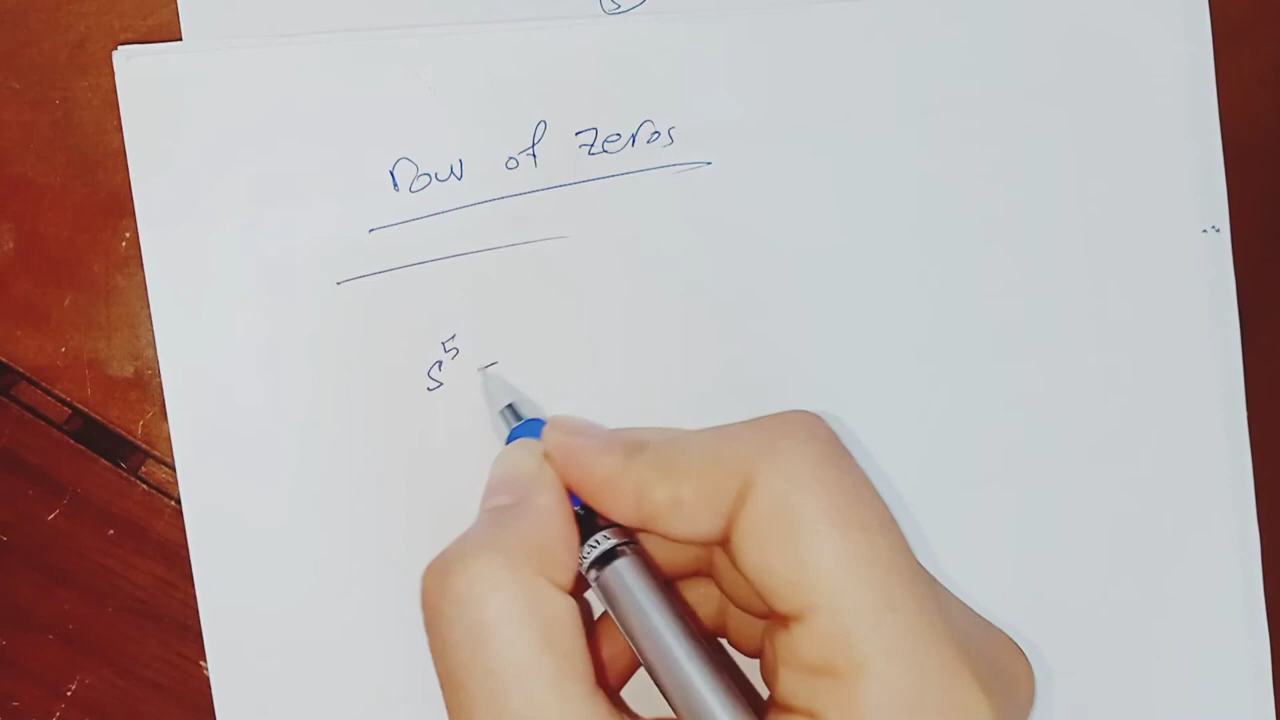 row of zeros
s⁵ -